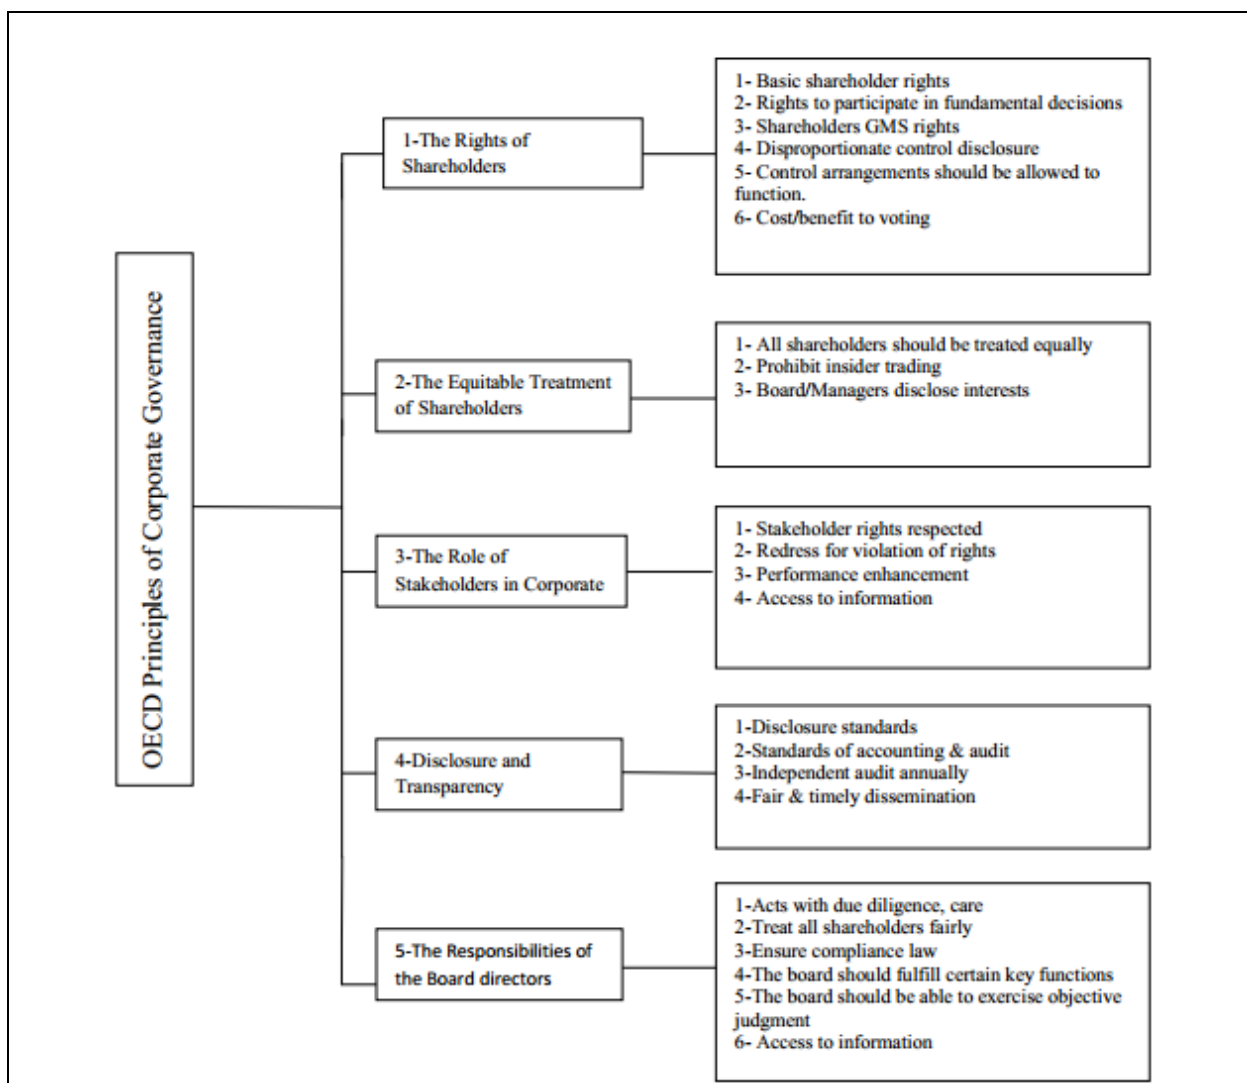 OECD Principles of Corporate Governance
1-The Rights of
Shareholders
1- Basic shareholder rights
2- Rights to participate in fundamental decisions
3- Shareholders GMS rights
4- Disproportionate control disclosure
5- Control arrangements should be allowed to
function.
6- Cost/benefit to voting
2-The Equitable Treatment
of Shareholders
1- All shareholders should be treated equally
2- Prohibit insider trading
3- Board/Managers disclose interests
3-The Role of
Stakeholders in Corporate
1- Stakeholder rights respected
2- Redress for violation of rights
3- Performance enhancement
4- Access to information
4-Disclosure and
Transparency
1-Disclosure standards
2-Standards of accounting & audit
3-Independent audit annually
4-Fair & timely dissemination
5-The Responsibilities of
the Board directors
1-Acts with due diligence, care
2-Treat all shareholders fairly
3-Ensure compliance law
4-The board should fulfill certain key functions
5-The board should be able to exercise objective
judgment
6- Access to information